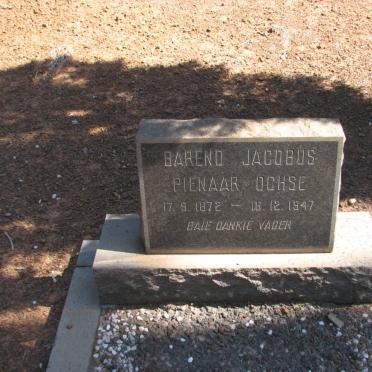 BAREND JACOBUS
PIENAAR OCHSE
17. 9. 1872 — 18. 12. 1947
BAIE DANKIE VADER